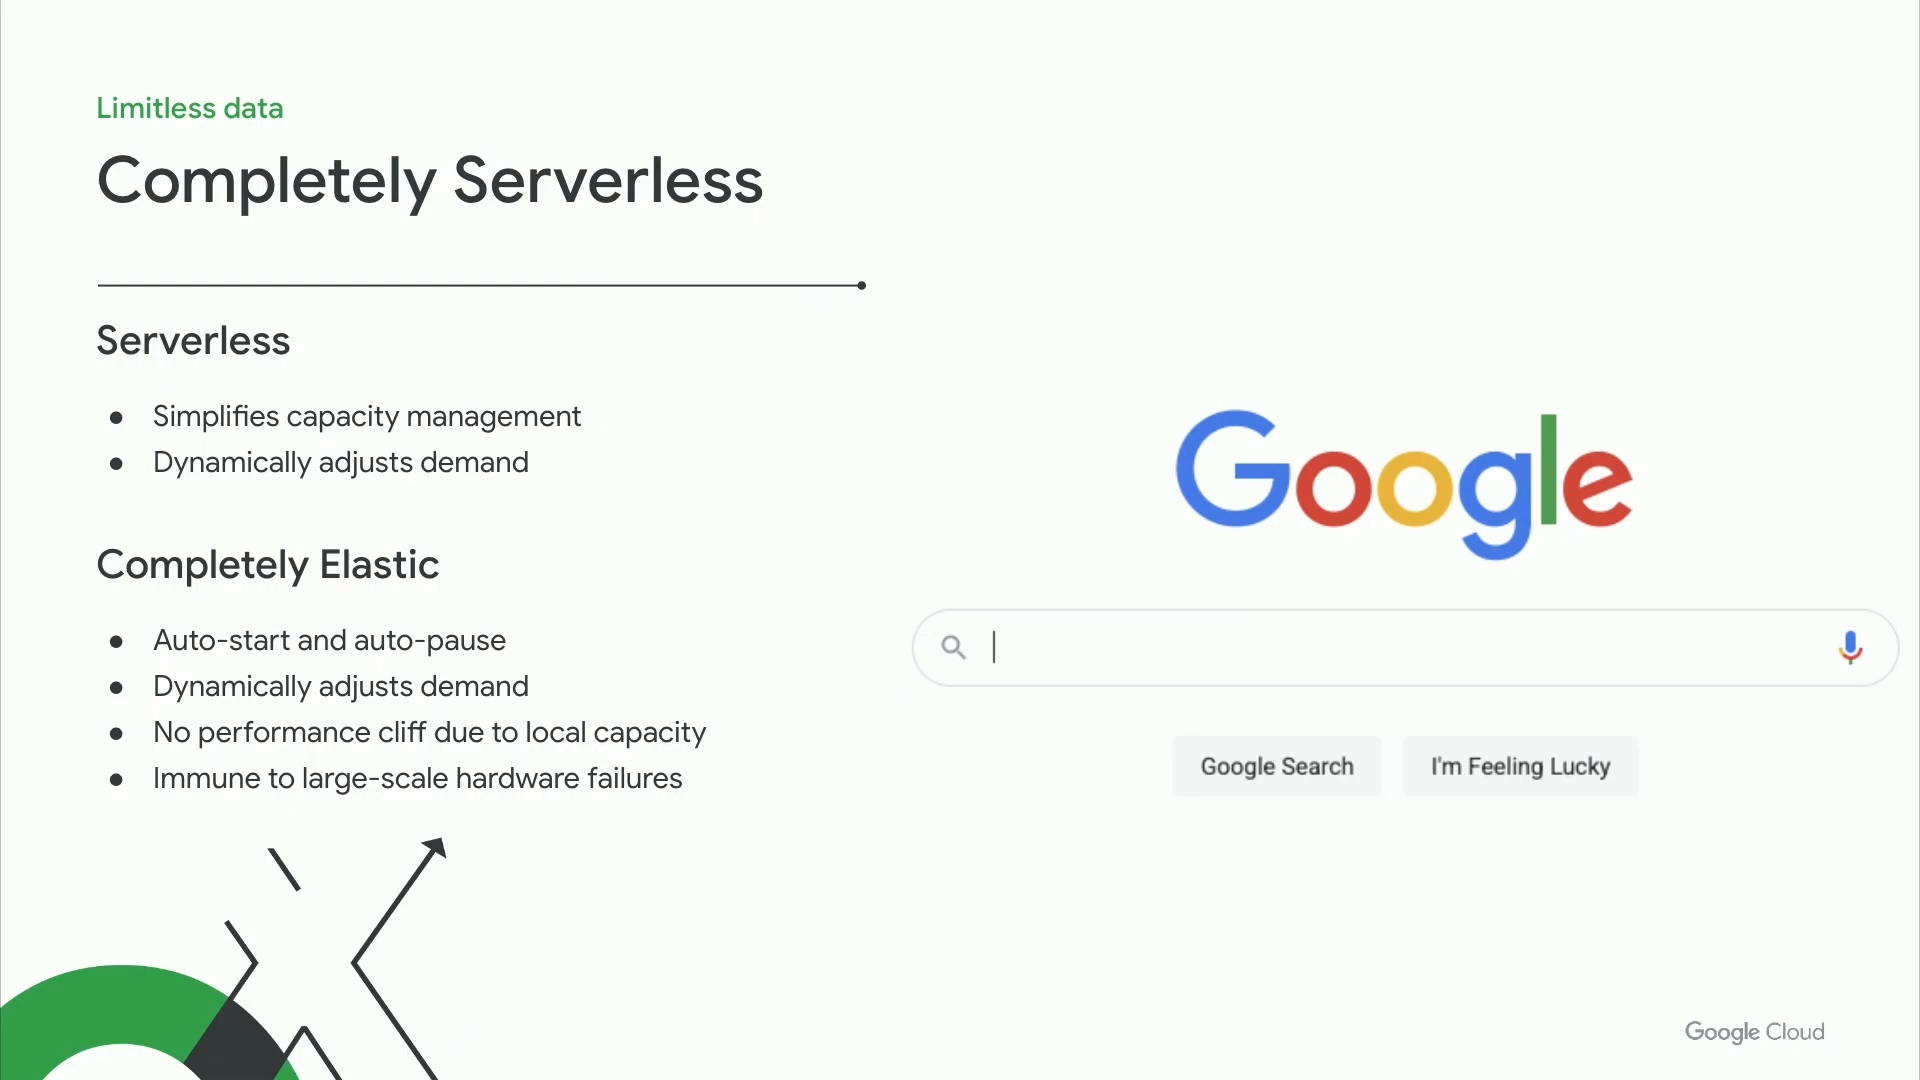 Limitless data
Completely Serverless
Serverless
● Simplifies capacity management
● Dynamically adjusts demand
Completely Elastic
● Auto-start and auto-pause
● Dynamically adjusts demand
● No performance cliff due to local capacity
● Immune to large-scale hardware failures
Google
Google Search
I'm Feeling Lucky
Google Cloud